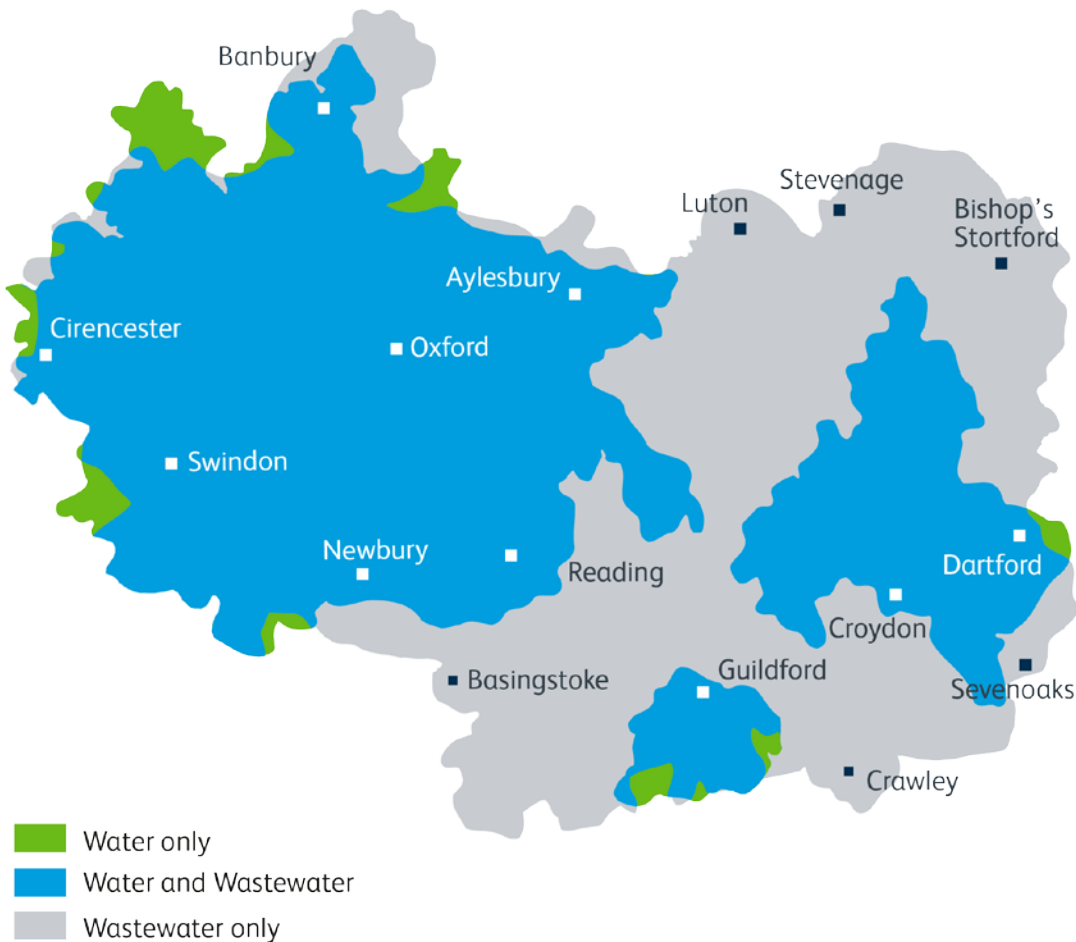 Banbury
Stevenage
Luton
Bishop's
Stortford
Aylesbury
Cirencester
Oxford
Swindon
Newbury
Reading
Dartford
Croydon
Guildford
Basingstoke
Sevenoaks
Crawley
Water only
Water and Wastewater
Wastewater only